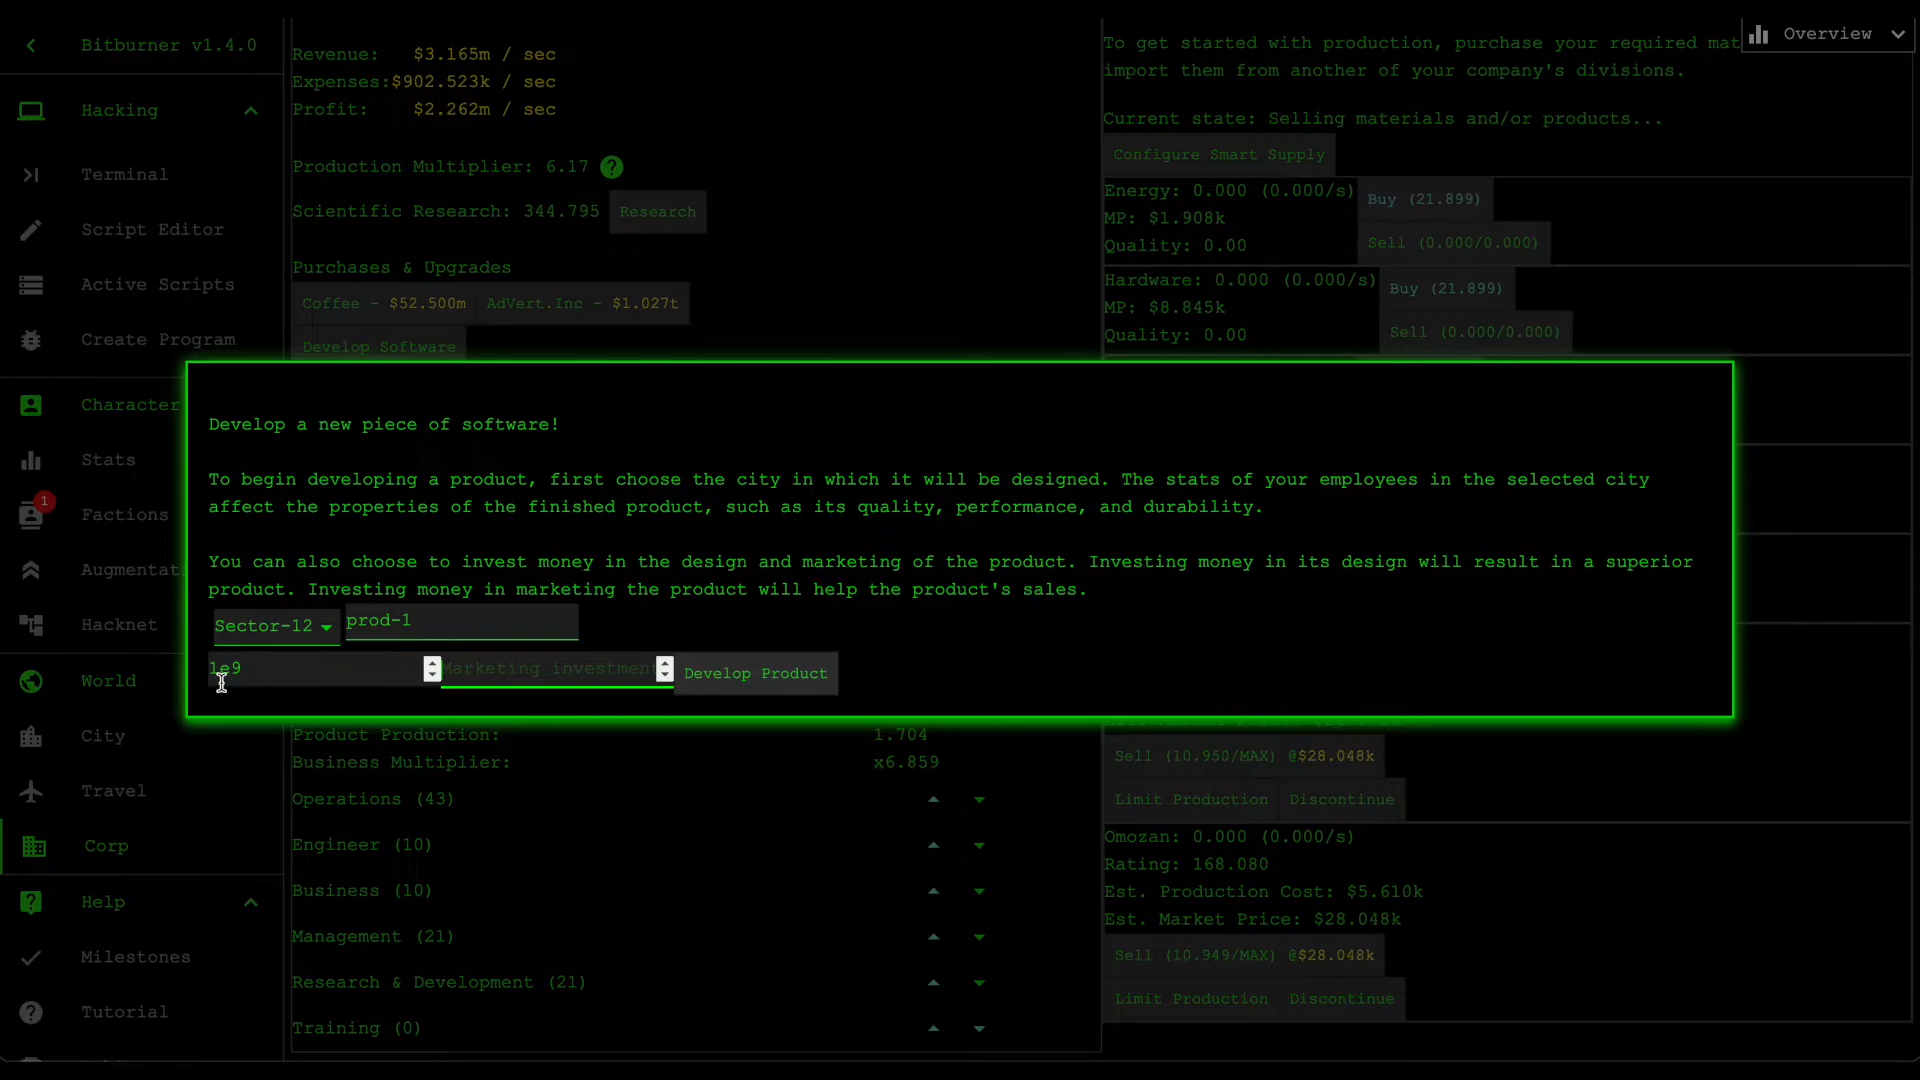 Bitburner v1.4.0
Hacking
Terminal
Script Editor
Active Scripts
Create Program
Character
Stats
1
Factions
Augmentat
Hacknet
World
City
Travel
Corp
Help
Milestones
Tutorial
Revenue: $3.165m / sec
Expenses:$902.523k / sec
Profit: $2.262m / sec
Production Multiplier: 6.17 ?
Scientific Research: 344.795 Research
Purchases & Upgrades
Coffee - $52.500m AdVert.Inc - $1.027t
Develop Software
Overview
To get started with production, purchase your required mat
import them from another of your company's divisions.
Current state: Selling materials and/or products...
Configure Smart Supply
Energy: 0.000 (0.000/s) Buy (21.899)
MP: $1.908k
Quality: 0.00 Sell (0.000/0.000)
Hardware: 0.000 (0.000/s) Buy (21.899)
MP: $8.845k
Quality: 0.00 Sell (0.000/0.000)
Develop a new piece of software!
To begin developing a product, first choose the city in which it will be designed. The stats of your employees in the selected city
affect the properties of the finished product, such as its quality, performance, and durability.
You can also choose to invest money in the design and marketing of the product. Investing money in its design will result in a superior
product. Investing money in marketing the product will help the product's sales.
Sector-12 prod-1
1e9 Marketing investment Develop Product
Product Production: 1.704
Business Multiplier: x6.859
Operations (43)
Engineer (10)
Business (10)
Management (21)
Research & Development (21)
Training (0)
Sell (10.950/MAX) @$28.048k
Limit Production Discontinue
Omozan: 0.000 (0.000/s)
Rating: 168.080
Est. Production Cost: $5.610k
Est. Market Price: $28.048k
Sell (10.949/MAX) @$28.048k
Limit Production Discontinue